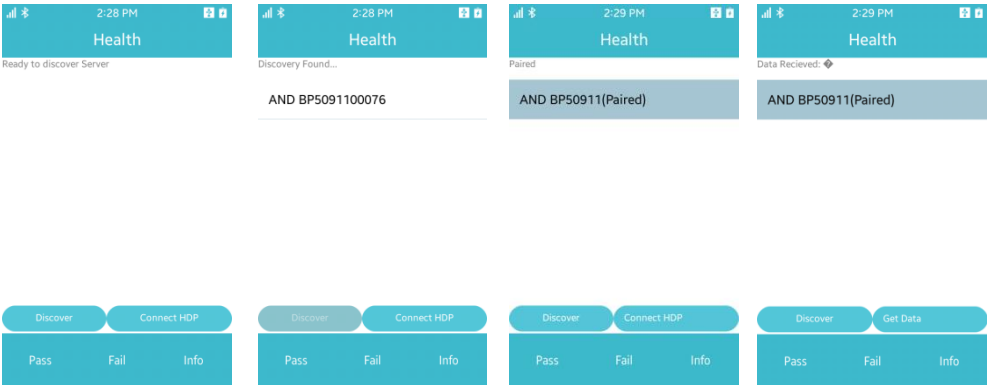 2:28 PM
Health
Ready to discover Server
Discover
Connect HDP
Pass
Fail
Info
2:28 PM
Health
Discovery Found...
AND BP5091100076
Discover
Connect HDP
Pass
Fail
Info
2:29 PM
Health
Paired
AND BP50911(Paired)
Discover
Connect HDP
Pass
Fail
Info
2:29 PM
Health
Data Recieved: �
AND BP50911(Paired)
Discover
Get Data
Pass
Fail
Info